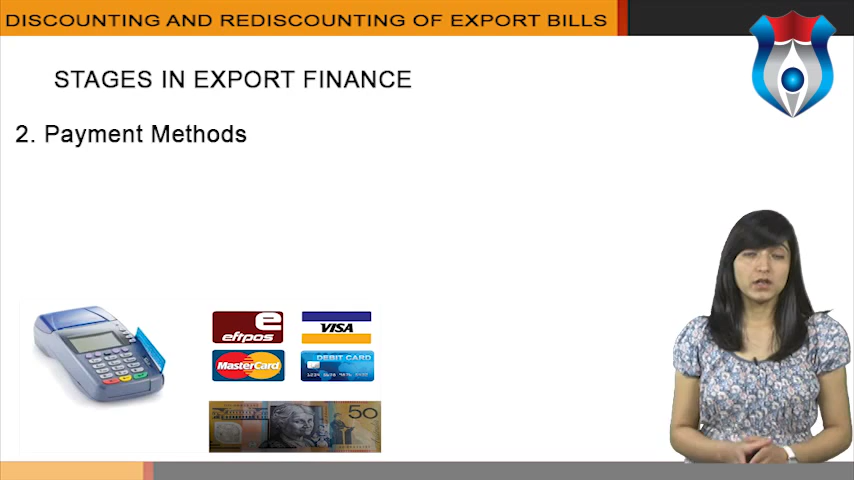 DISCOUNTING AND REDISCOUNTING OF EXPORT BILLS
STAGES IN EXPORT FINANCE
2. Payment Methods
e
eftpos
VISA
MasterCard
DEBIT CARD
50